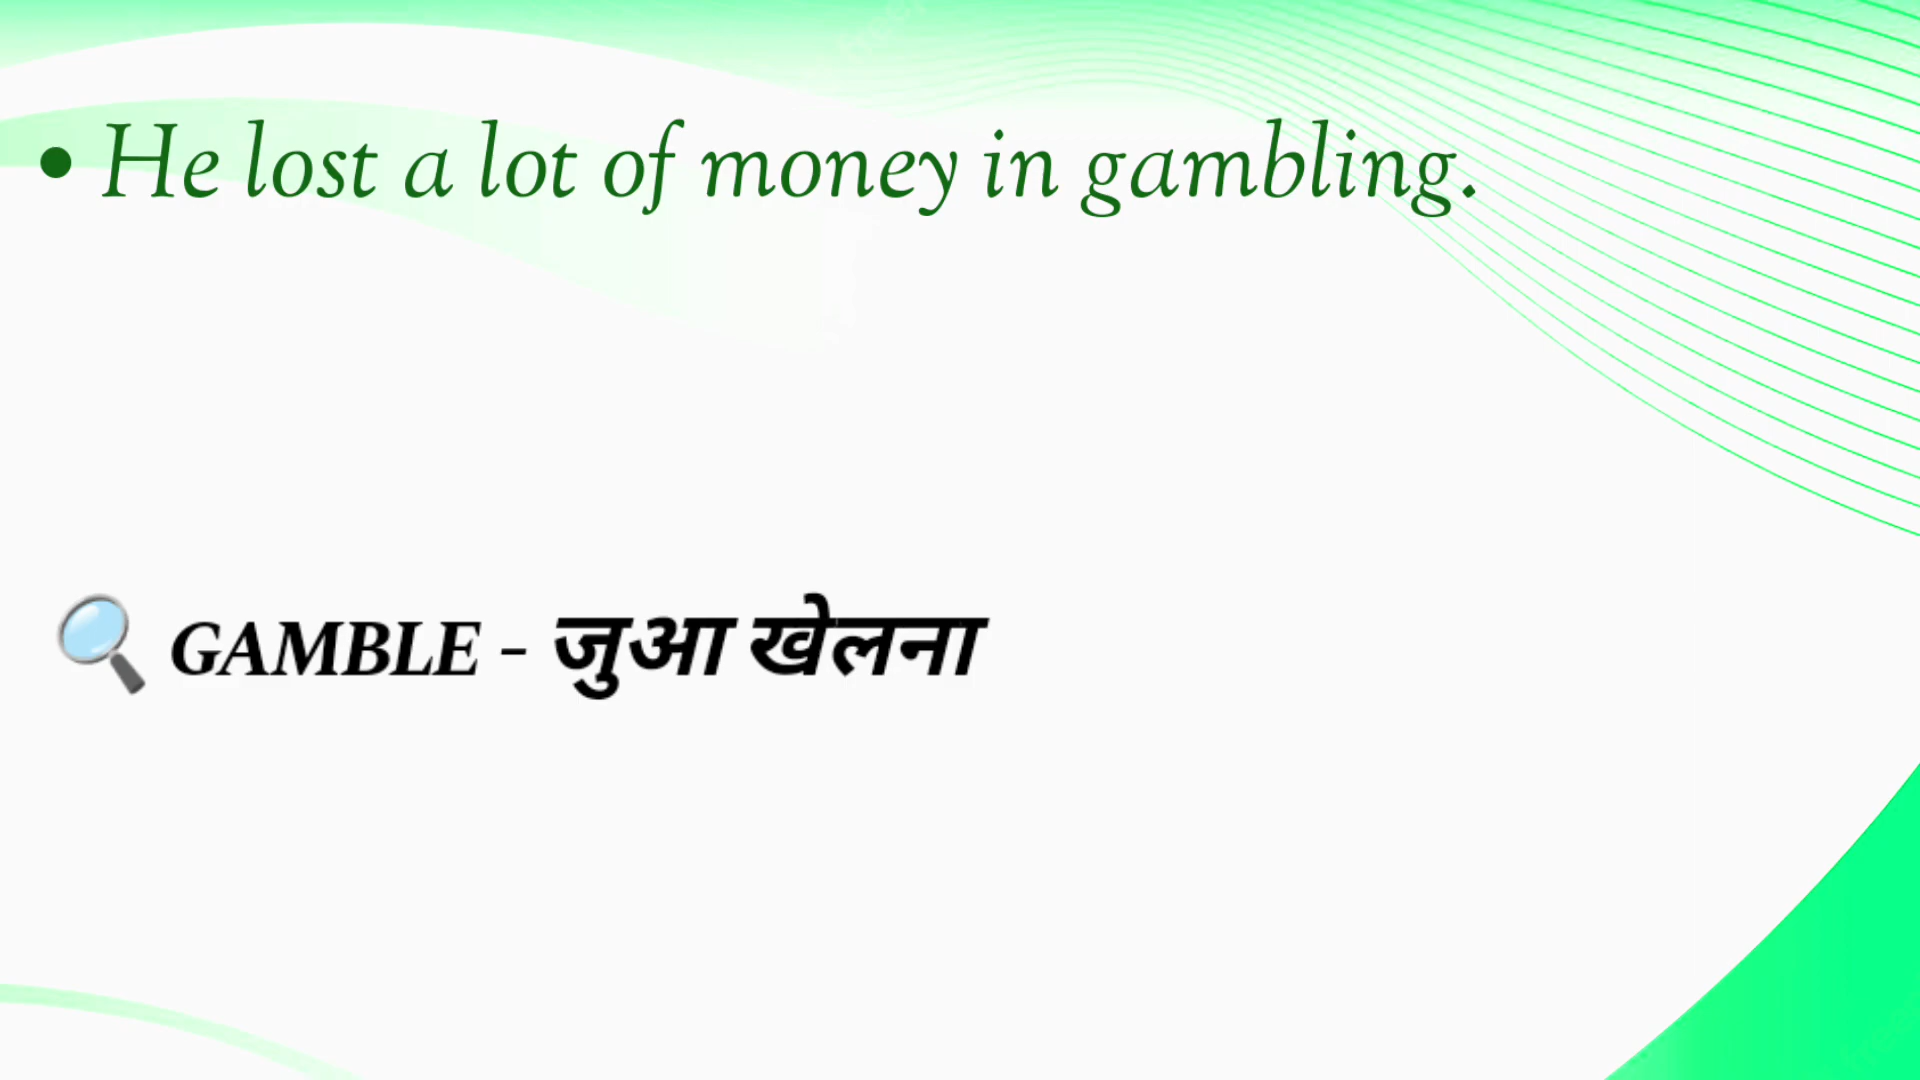 • He lost a lot of money in gambling.
🔍 GAMBLE - जुआ खेलना